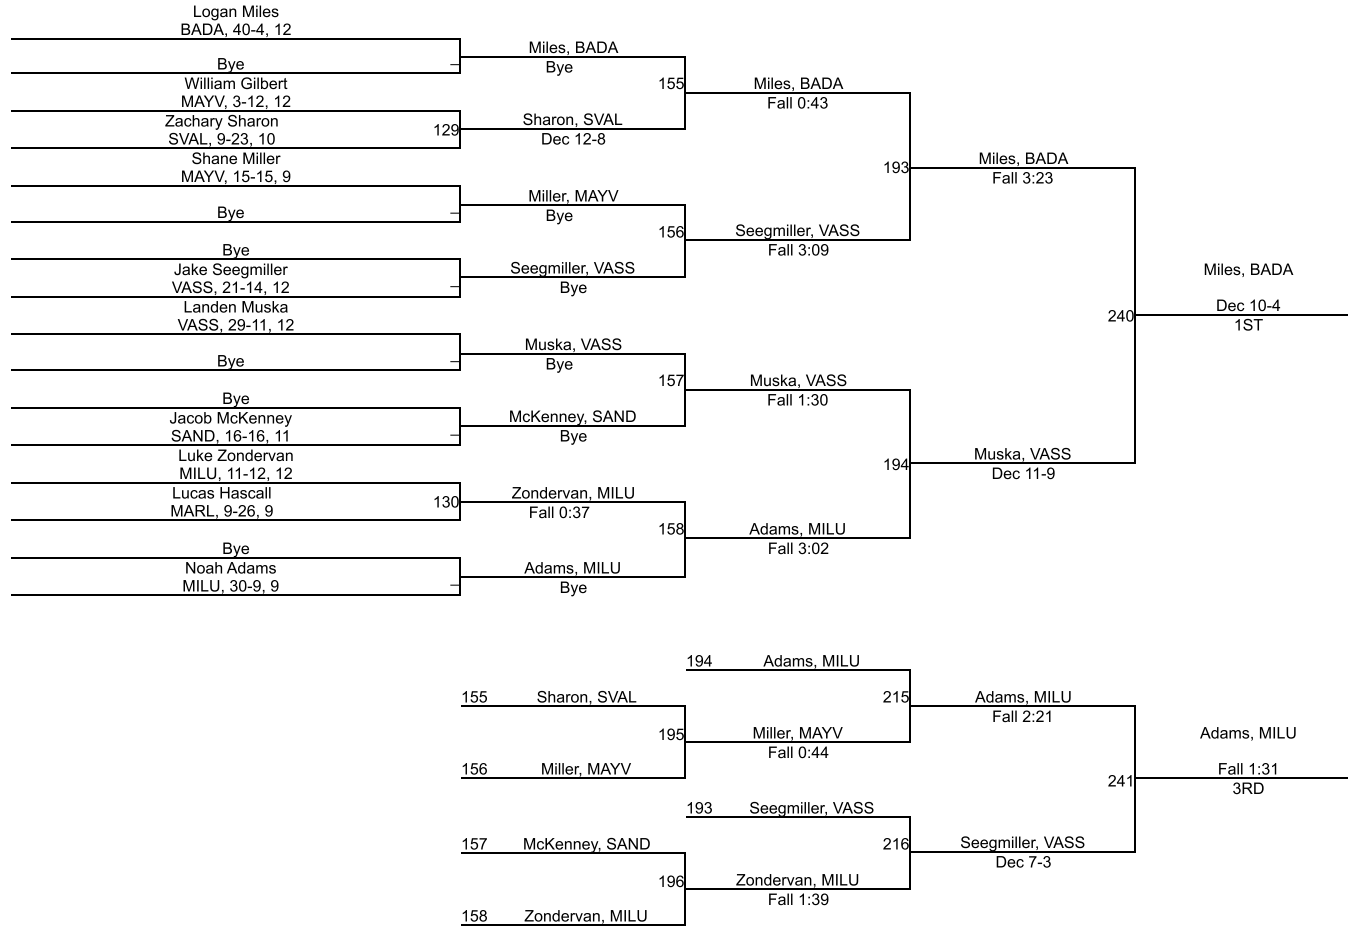 Logan Miles
BADA, 40-4, 12
Bye
William Gilbert
MAYV, 3-12, 12
Zachary Sharon
SVAL, 9-23, 10
Shane Miller
MAYV, 15-15, 9
Bye
Bye
Jake Seegmiller
VASS, 21-14, 12
Landen Muska
VASS, 29-11, 12
Bye
Bye
Jacob McKenney
SAND, 16-16, 11
Luke Zondervan
MILU, 11-12, 12
Lucas Hascall
MARL, 9-26, 9
Bye
Noah Adams
MILU, 30-9, 9
129
130
Miles, BADA
Bye
Sharon, SVAL
Dec 12-8
Miller, MAYV
Bye
Seegmiller, VASS
Bye
Muska, VASS
Bye
McKenney, SAND
Bye
Zondervan, MILU
Fall 0:37
Adams, MILU
Bye
155
156
157
158
Miles, BADA
Fall 0:43
Seegmiller, VASS
Fall 3:09
Muska, VASS
Fall 1:30
Adams, MILU
Fall 3:02
193
194
Miles, BADA
Fall 3:23
Muska, VASS
Dec 11-9
240
Miles, BADA
Dec 10-4
1ST
155 Sharon, SVAL
156 Miller, MAYV
157 McKenney, SAND
158 Zondervan, MILU
195
196
194 Adams, MILU
Miller, MAYV
Fall 0:44
193 Seegmiller, VASS
Zondervan, MILU
Fall 1:39
215
216
Adams, MILU
Fall 2:21
Seegmiller, VASS
Dec 7-3
241
Adams, MILU
Fall 1:31
3RD